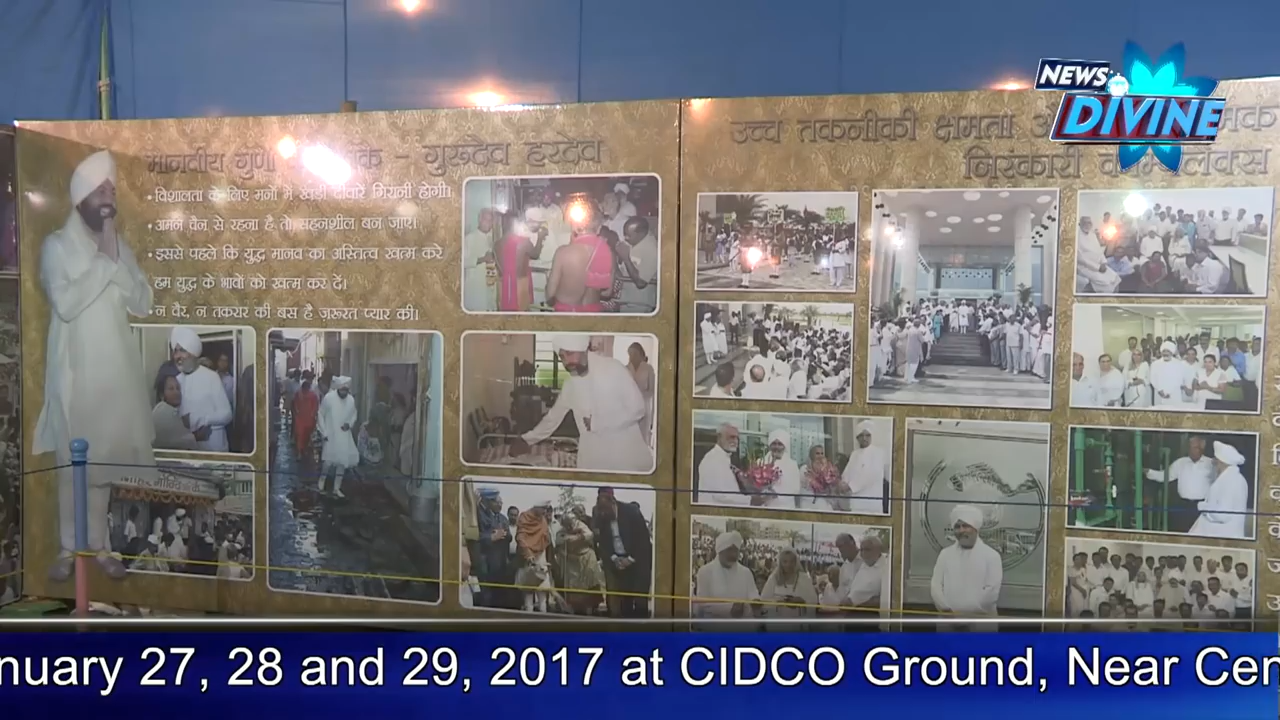 NEWS
DIVINE
मानवीय गुणों - गुरुदेव हरदेव
• विशालता के लिए मनों में खड़ी दीवारें गिरानी होंगी।
• अमन चैन से रहना है तो सहनशील बन जाएं।
• इससे पहले कि युद्ध मानव का अस्तित्व खत्म करे
हम युद्ध के भावों को खत्म कर दें।
• न वैर, न तकरार की बस है ज़रूरत प्यार की।
उच्च तकनीकी क्षमता
निरंकारी
nuary 27, 28 and 29, 2017 at CIDCO Ground, Near Cen